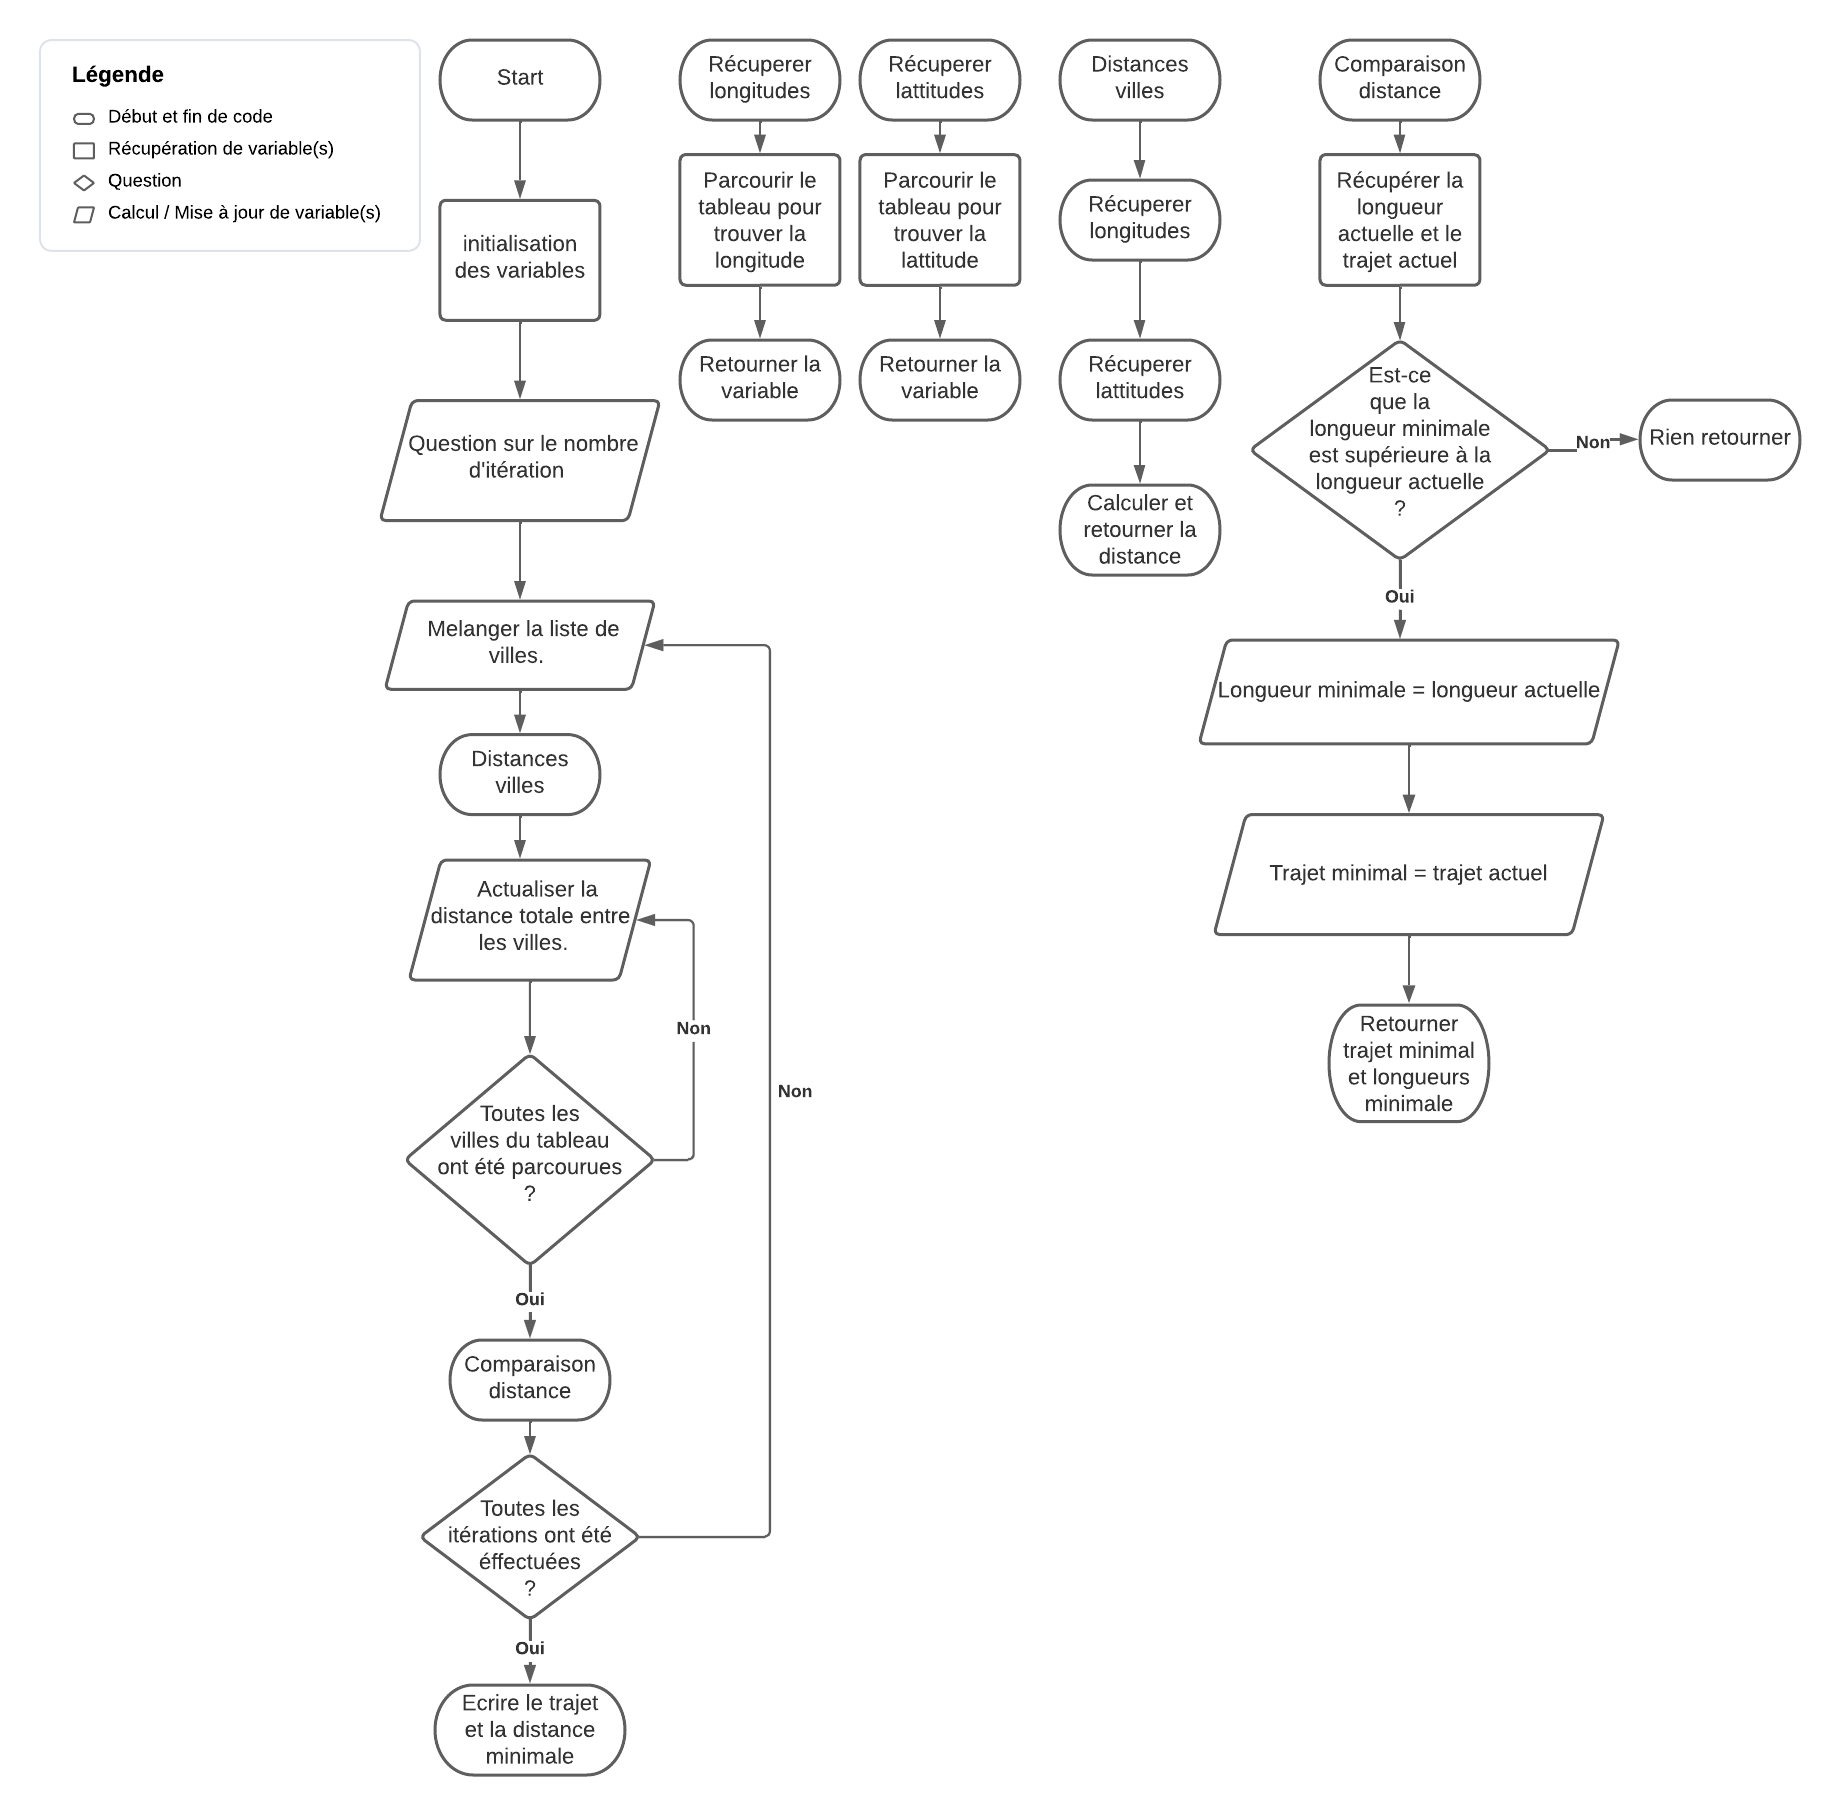 Légende
Début et fin de code
Récupération de variable(s)
Question
Calcul / Mise à jour de variable(s)
Start
initialisation
des variables
Question sur le nombre
d'itération
Melanger la liste de
villes.
Distances
villes
Actualiser la
distance totale entre
les villes.
Non
Toutes les
villes du tableau
ont été parcourues
?
Oui
Comparaison
distance
Non
Toutes les
itérations ont été
éffectuées
?
Oui
Ecrire le trajet
et la distance
minimale
Récuperer
longitudes
Parcourir le
tableau pour
trouver la
longitude
Retourner la
variable
Récuperer
lattitudes
Parcourir le
tableau pour
trouver la
lattitude
Retourner la
variable
Distances
villes
Récuperer
longitudes
Récuperer
lattitudes
Calculer et
retourner la
distance
Comparaison
distance
Récupérer la
longueur
actuelle et le
trajet actuel
Est-ce
que la
longueur minimale
est supérieure à la
longueur actuelle
?
Non
Rien retourner
Oui
Longueur minimale = longueur actuelle
Trajet minimal = trajet actuel
Retourner
trajet minimal
et longueurs
minimale